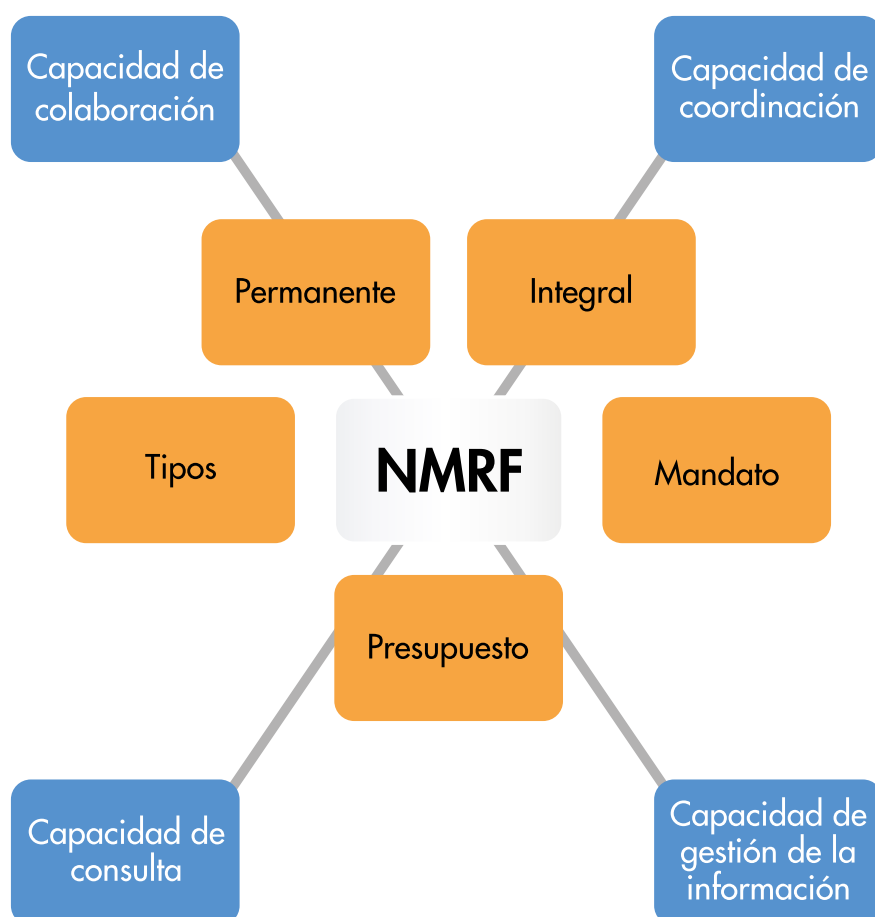 Capacidad de
colaboración
Capacidad de
coordinación
Permanente
Integral
Tipos
NMRF
Mandato
Presupuesto
Capacidad de
consulta
Capacidad de
gestión de la
información